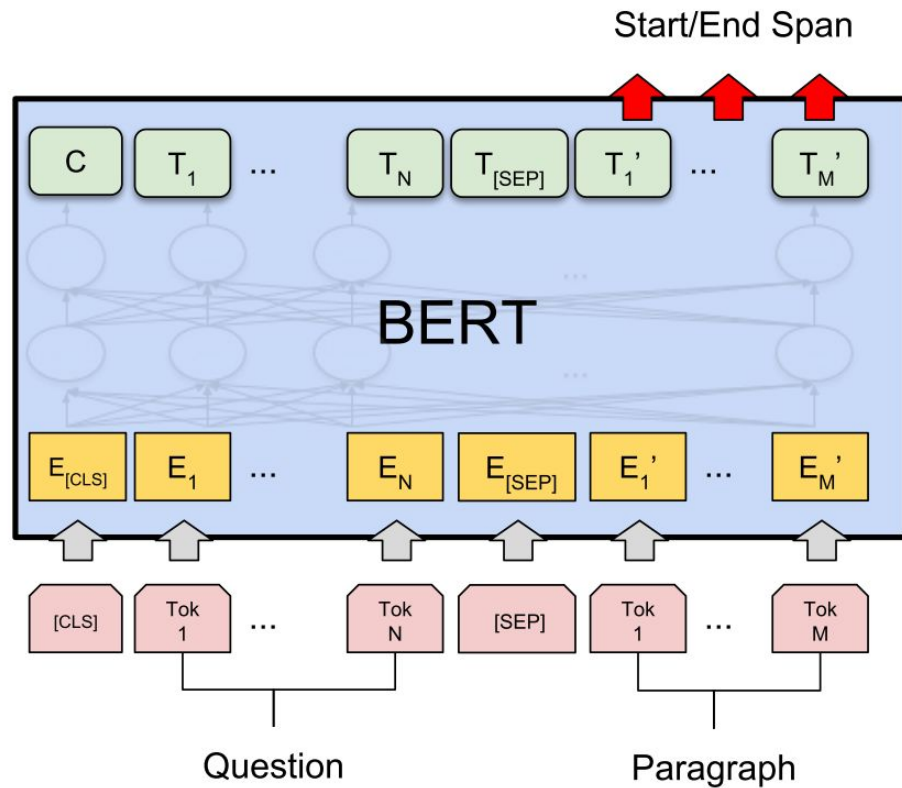 Start/End Span
C T1 ... TN T[SEP] T1’ ... TM’
...
BERT
...
E[CLS] E1 ... EN E[SEP] E1’ ... EM’
[CLS] Tok 1 ... Tok N [SEP] Tok 1 ... Tok M
Question Paragraph